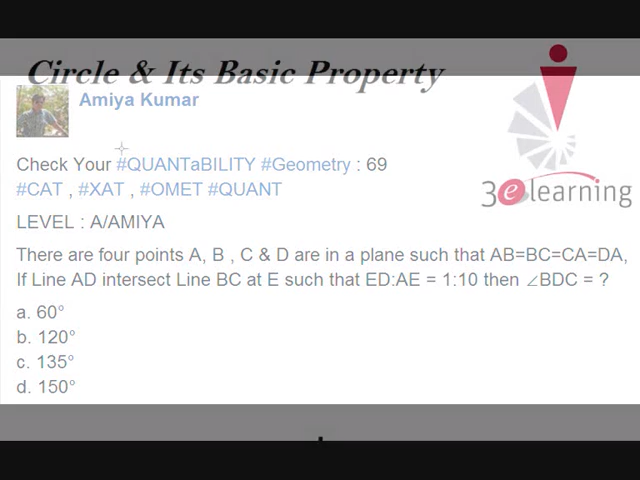 Circle & Its Basic Property
Amiya Kumar
Check Your #QUANTaBILITY #Geometry : 69
#CAT , #XAT , #OMET #QUANT
3elearning
LEVEL : A/AMIYA
There are four points A, B , C & D are in a plane such that AB=BC=CA=DA,
If Line AD intersect Line BC at E such that ED:AE = 1:10 then ∠BDC = ?
a. 60°
b. 120°
c. 135°
d. 150°